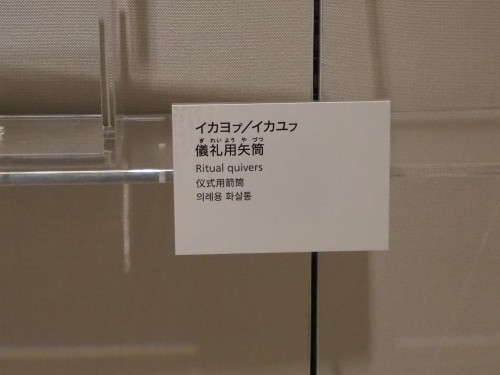 イカヨㇷ゚/イカユㇷ
ぎれいようやづつ
儀礼用矢筒
Ritual quivers
仪式用箭筒
의례용 화살통